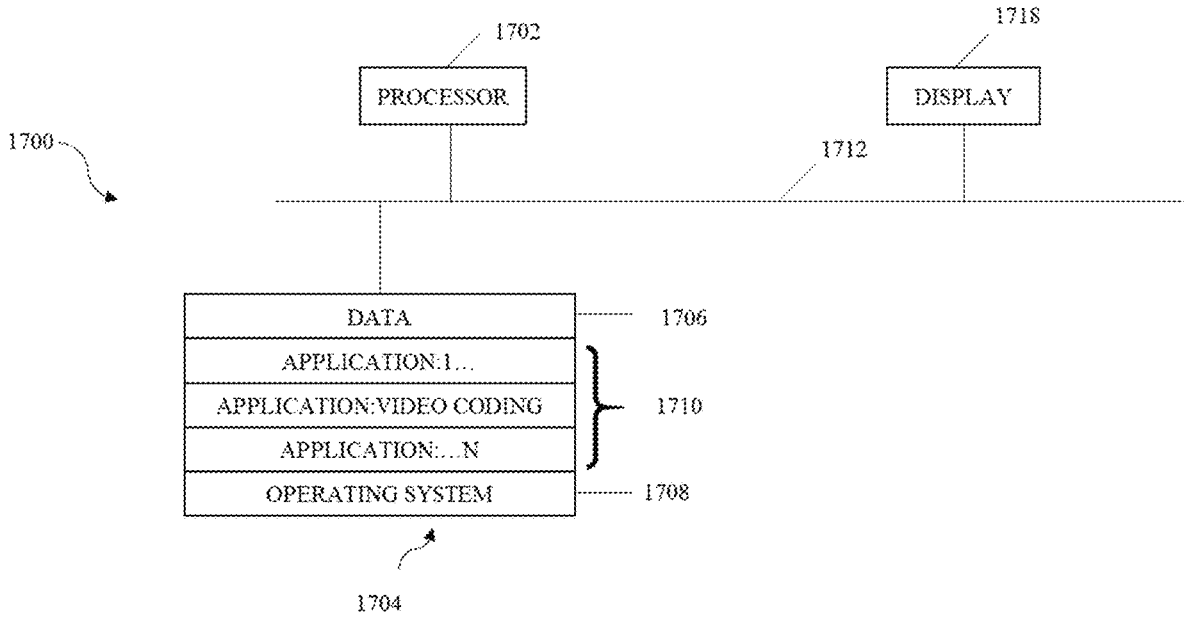 1702
1718
PROCESSOR
DISPLAY
1700
1712
DATA
1706
APPLICATION:1...
APPLICATION:VIDEO CODING
1710
APPLICATION:...N
OPERATING SYSTEM
1708
1704